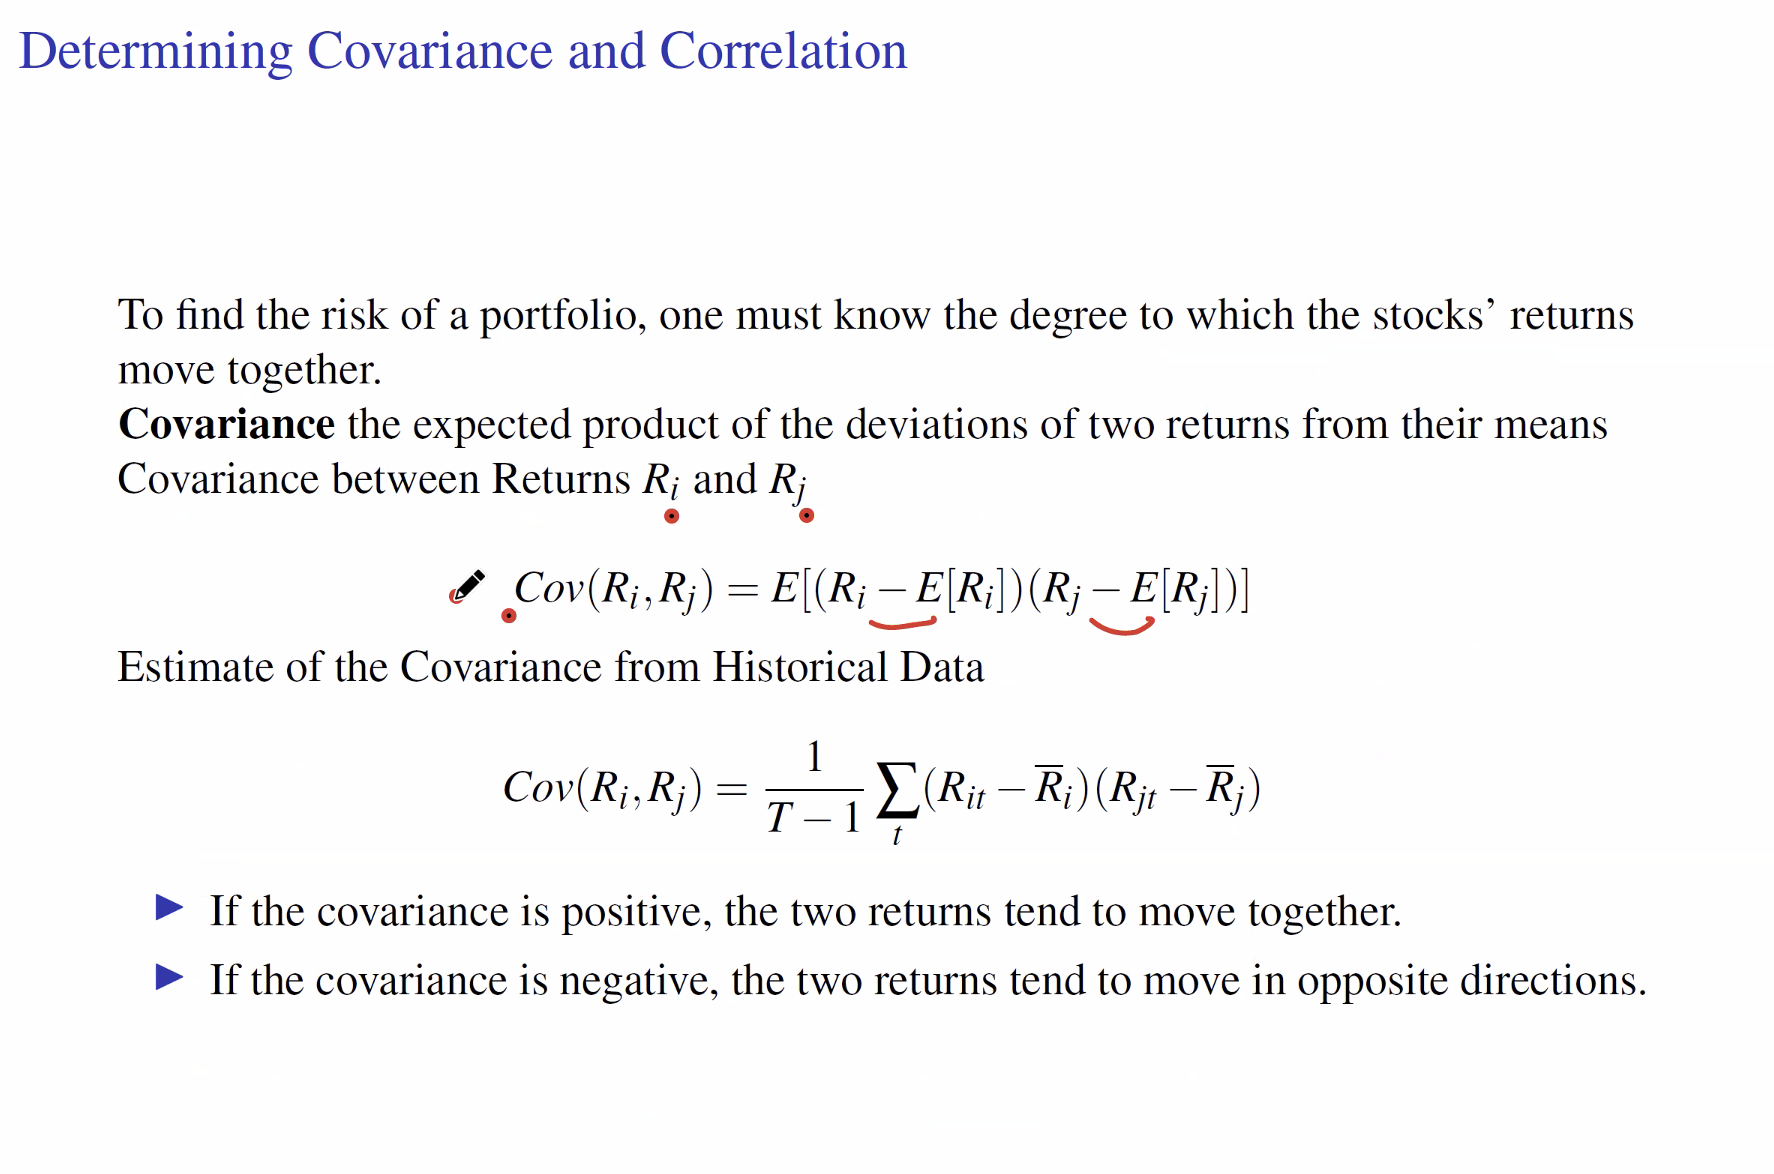 Determining Covariance and Correlation
To find the risk of a portfolio, one must know the degree to which the stocks’ returns
move together.
Covariance the expected product of the deviations of two returns from their means
Covariance between Returns R_i and R_j
Cov(R_i, R_j) = E[(R_i − E[R_i])(R_j − E[R_j])]
Estimate of the Covariance from Historical Data
Cov(R_i, R_j) = \frac{1}{T − 1} \sum_t (R_{it} − \overline{R}_i)(R_{jt} − \overline{R}_j)
▶ If the covariance is positive, the two returns tend to move together.
▶ If the covariance is negative, the two returns tend to move in opposite directions.